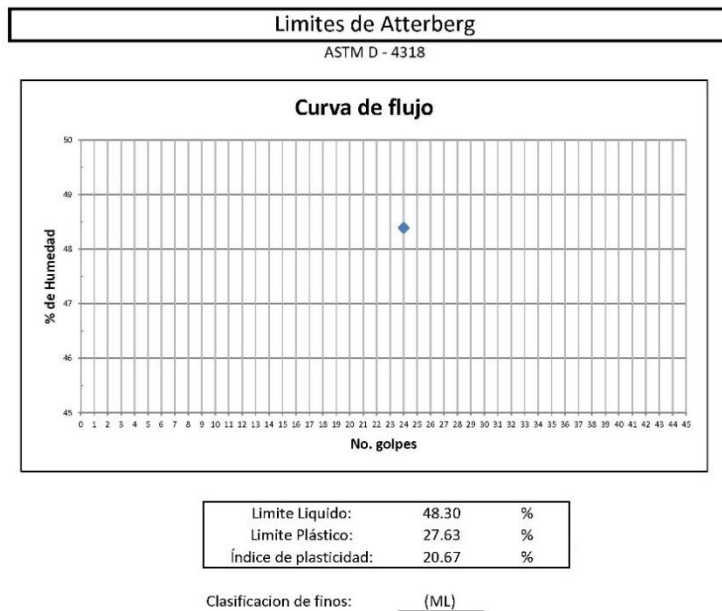 Limites de Atterberg
ASTM D - 4318
Curva de flujo
50
49
48
47
46
45
% de Humedad
0 1 2 3 4 5 6 7 8 9 10 11 12 13 14 15 16 17 18 19 20 21 22 23 24 25 26 27 28 29 30 31 32 33 34 35 36 37 38 39 40 41 42 43 44 45
No. golpes
Limite Liquido: 48.30 %
Limite Plástico: 27.63 %
Índice de plasticidad: 20.67 %
Clasificacion de finos: (ML)